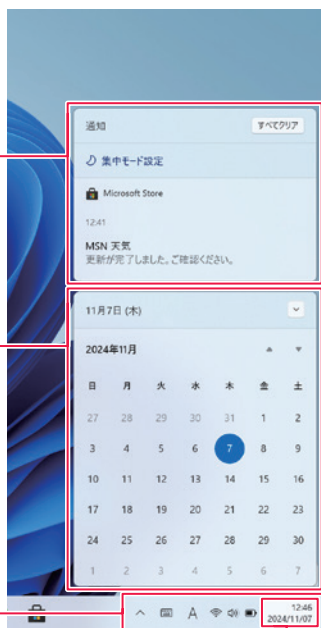 通知 すべてクリア
集中モード設定
Microsoft Store
12:41
MSN 天気
更新が完了しました。ご確認ください。
11月7日 (木)
2024年11月
日 月 火 水 木 金 土
27 28 29 30 31 1 2
3 4 5 6 7 8 9
10 11 12 13 14 15 16
17 18 19 20 21 22 23
24 25 26 27 28 29 30
1 2 3 4 5 6 7
A 12:46
2024/11/07